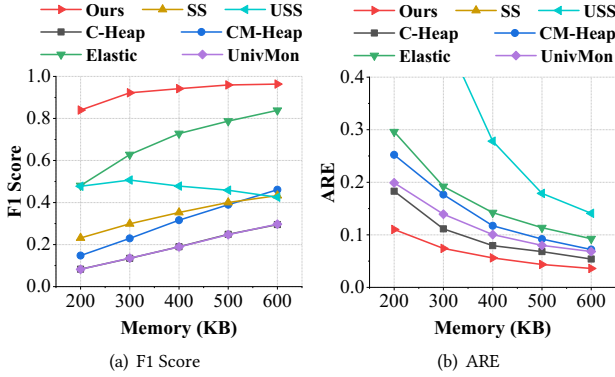 Ours SS USS
C-Heap CM-Heap
Elastic UnivMon
1.0
0.8
0.6
0.4
0.2
0.0
F1 Score
200 300 400 500 600
Memory (KB)
(a) F1 Score
Ours SS USS
C-Heap CM-Heap
Elastic UnivMon
0.4
0.3
0.2
0.1
0.0
ARE
200 300 400 500 600
Memory (KB)
(b) ARE